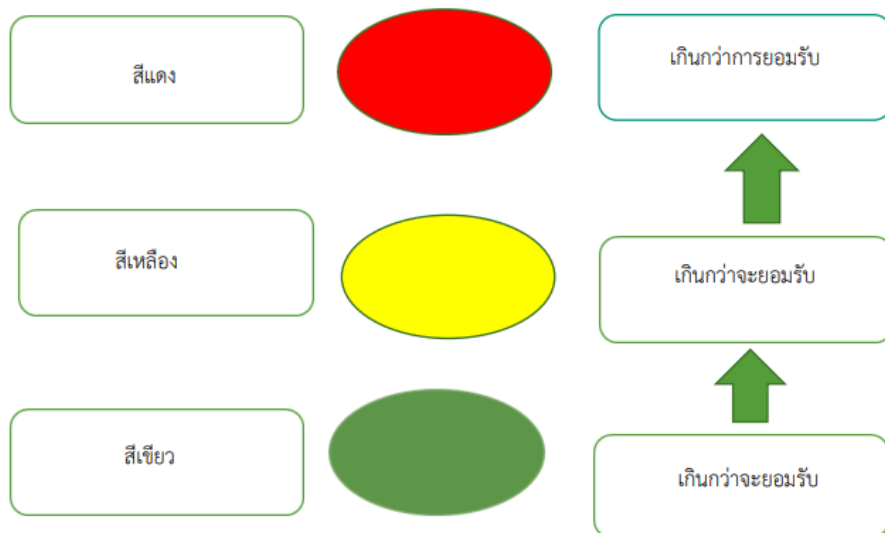 สีแดง
เกินกว่าการยอมรับ
สีเหลือง
เกินกว่าจะยอมรับ
สีเขียว
เกินกว่าจะยอมรับ